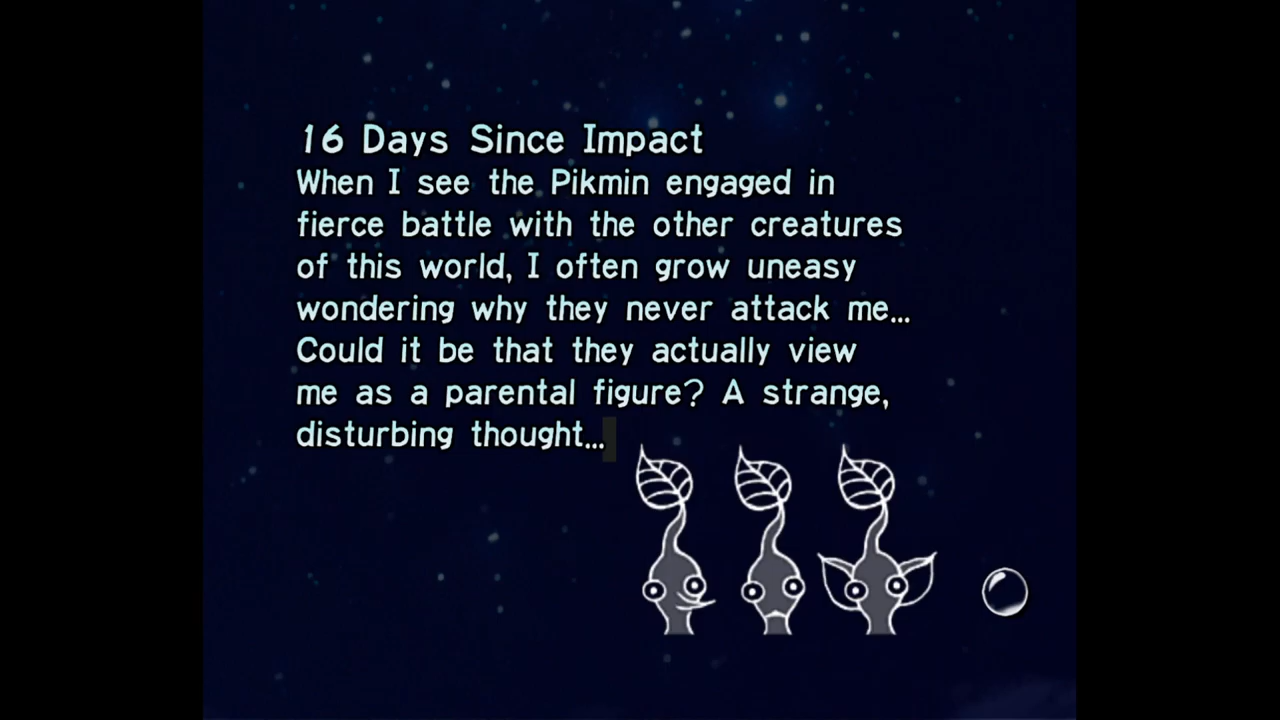 16 Days Since Impact
When I see the Pikmin engaged in
fierce battle with the other creatures
of this world, I often grow uneasy
wondering why they never attack me...
Could it be that they actually view
me as a parental figure? A strange,
disturbing thought...